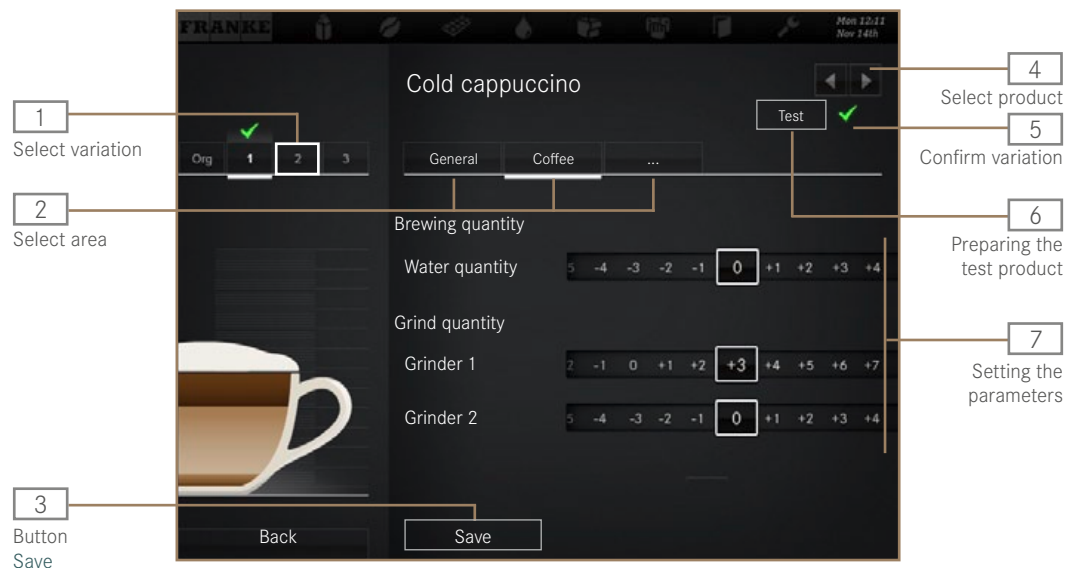 FRANKE
Mon 12:11
Nov 14th
Cold cappuccino
4
Select product
1
Select variation
Test
5
Confirm variation
Org 1 2 3
General Coffee ...
2
Select area
6
Preparing the
test product
Brewing quantity
Water quantity 5 -4 -3 -2 -1 0 +1 +2 +3 +4
Grind quantity
7
Setting the
parameters
Grinder 1 2 -1 0 +1 +2 +3 +4 +5 +6 +7
Grinder 2 5 -4 -3 -2 -1 0 +1 +2 +3 +4
3
Button
Save
Back
Save